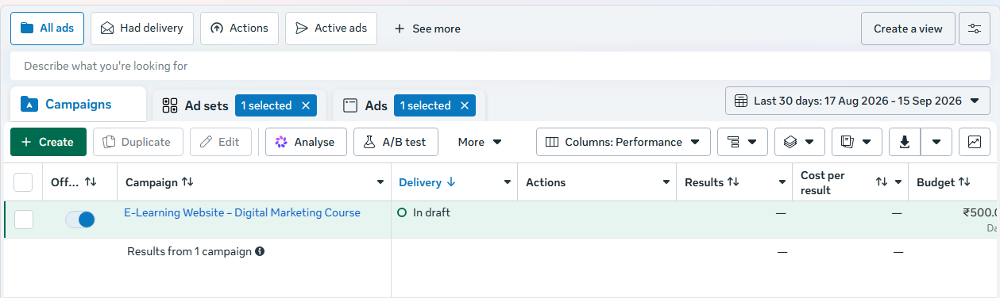 All ads Had delivery Actions Active ads + See more Create a view
Describe what you're looking for
Campaigns Ad sets 1 selected × Ads 1 selected × Last 30 days: 17 Aug 2026 - 15 Sep 2026
+ Create Duplicate Edit Analyse A/B test More Columns: Performance
Off... Campaign Delivery Actions Results Cost per result Budget
E-Learning Website – Digital Marketing Course In draft — — ₹500.0
Da
Results from 1 campaign — —